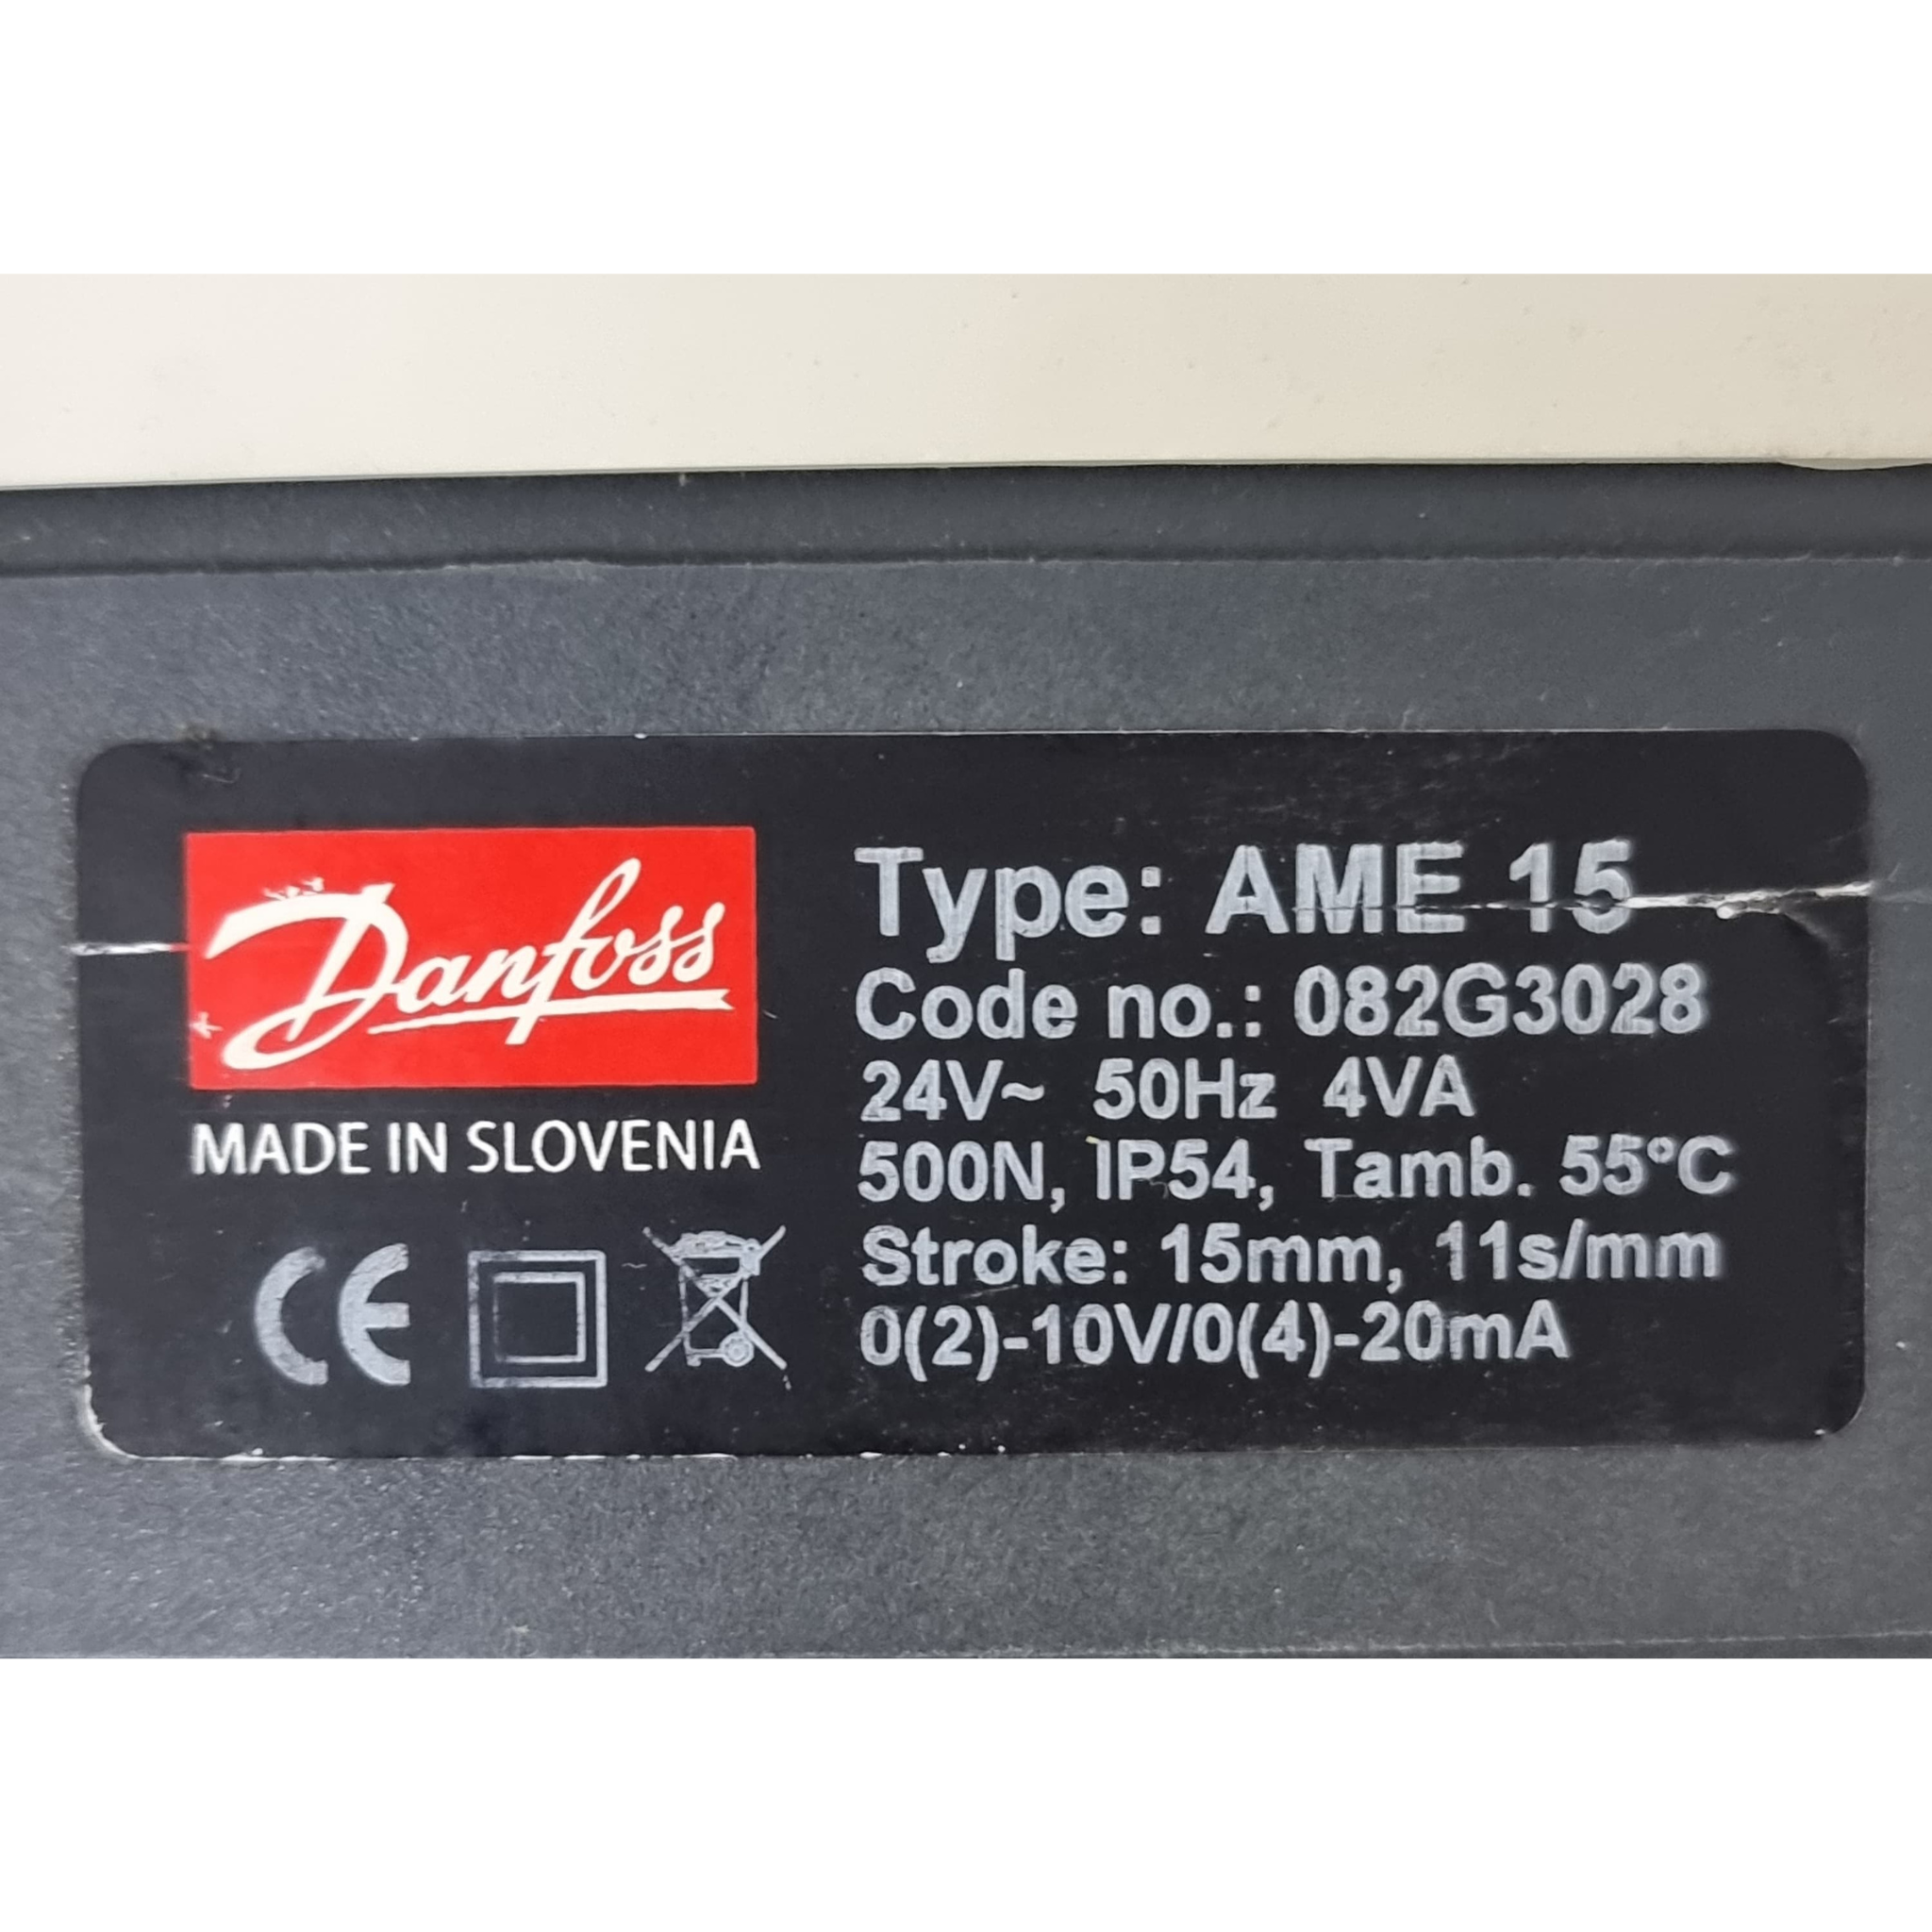 Danfoss
MADE IN SLOVENIA
CE
Type: AME 15
Code no.: 082G3028
24V~ 50Hz 4VA
500N, IP54, Tamb. 55°C
Stroke: 15mm, 11s/mm
0(2)-10V/0(4)-20mA